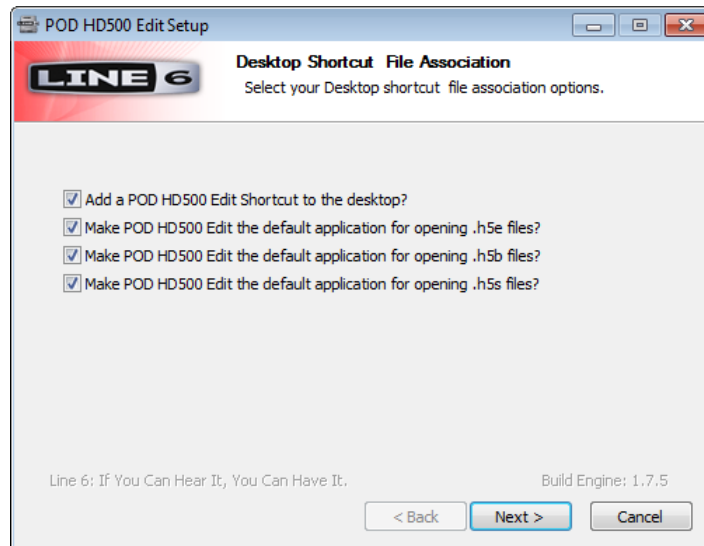 POD HD500 Edit Setup
LINE 6
Desktop Shortcut File Association
Select your Desktop shortcut file association options.
Add a POD HD500 Edit Shortcut to the desktop?
Make POD HD500 Edit the default application for opening .h5e files?
Make POD HD500 Edit the default application for opening .h5b files?
Make POD HD500 Edit the default application for opening .h5s files?
Line 6: If You Can Hear It, You Can Have It.
Build Engine: 1.7.5
< Back
Next >
Cancel